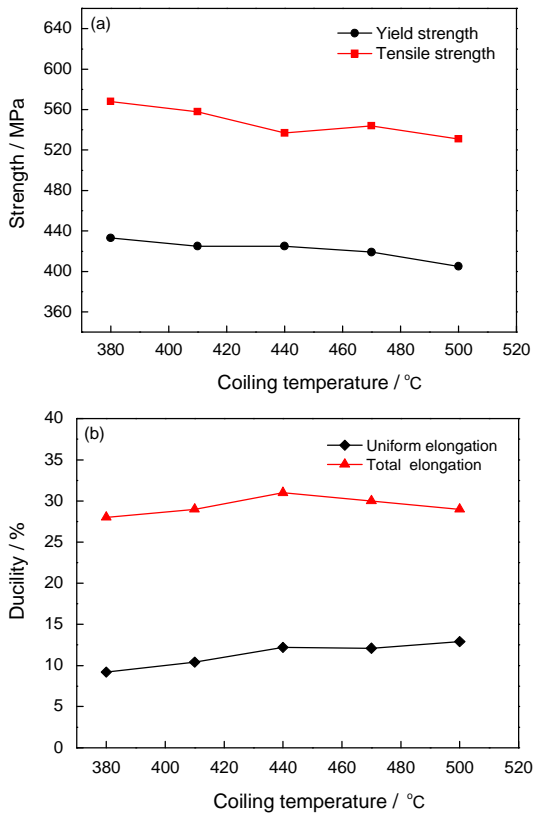 (a)
Yield strength
Tensile strength
640
600
560
520
480
440
400
360
Strength / MPa
380 400 420 440 460 480 500 520
Coiling temperature / °C
(b)
Uniform elongation
Total elongation
40
35
30
25
20
15
10
5
0
Ducility / %
380 400 420 440 460 480 500 520
Coiling temperature / °C